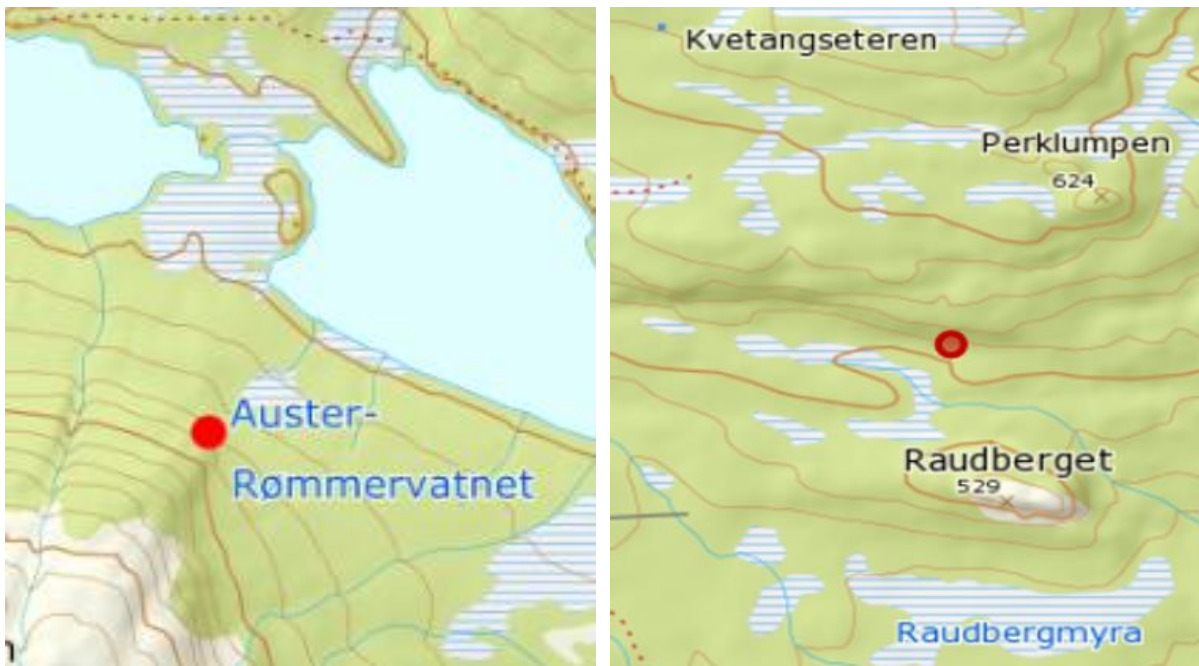 Auster-
Rømmervatnet
Kvetangseteren
Perklumpen
624
Raudberget
529
Raudbergmyra